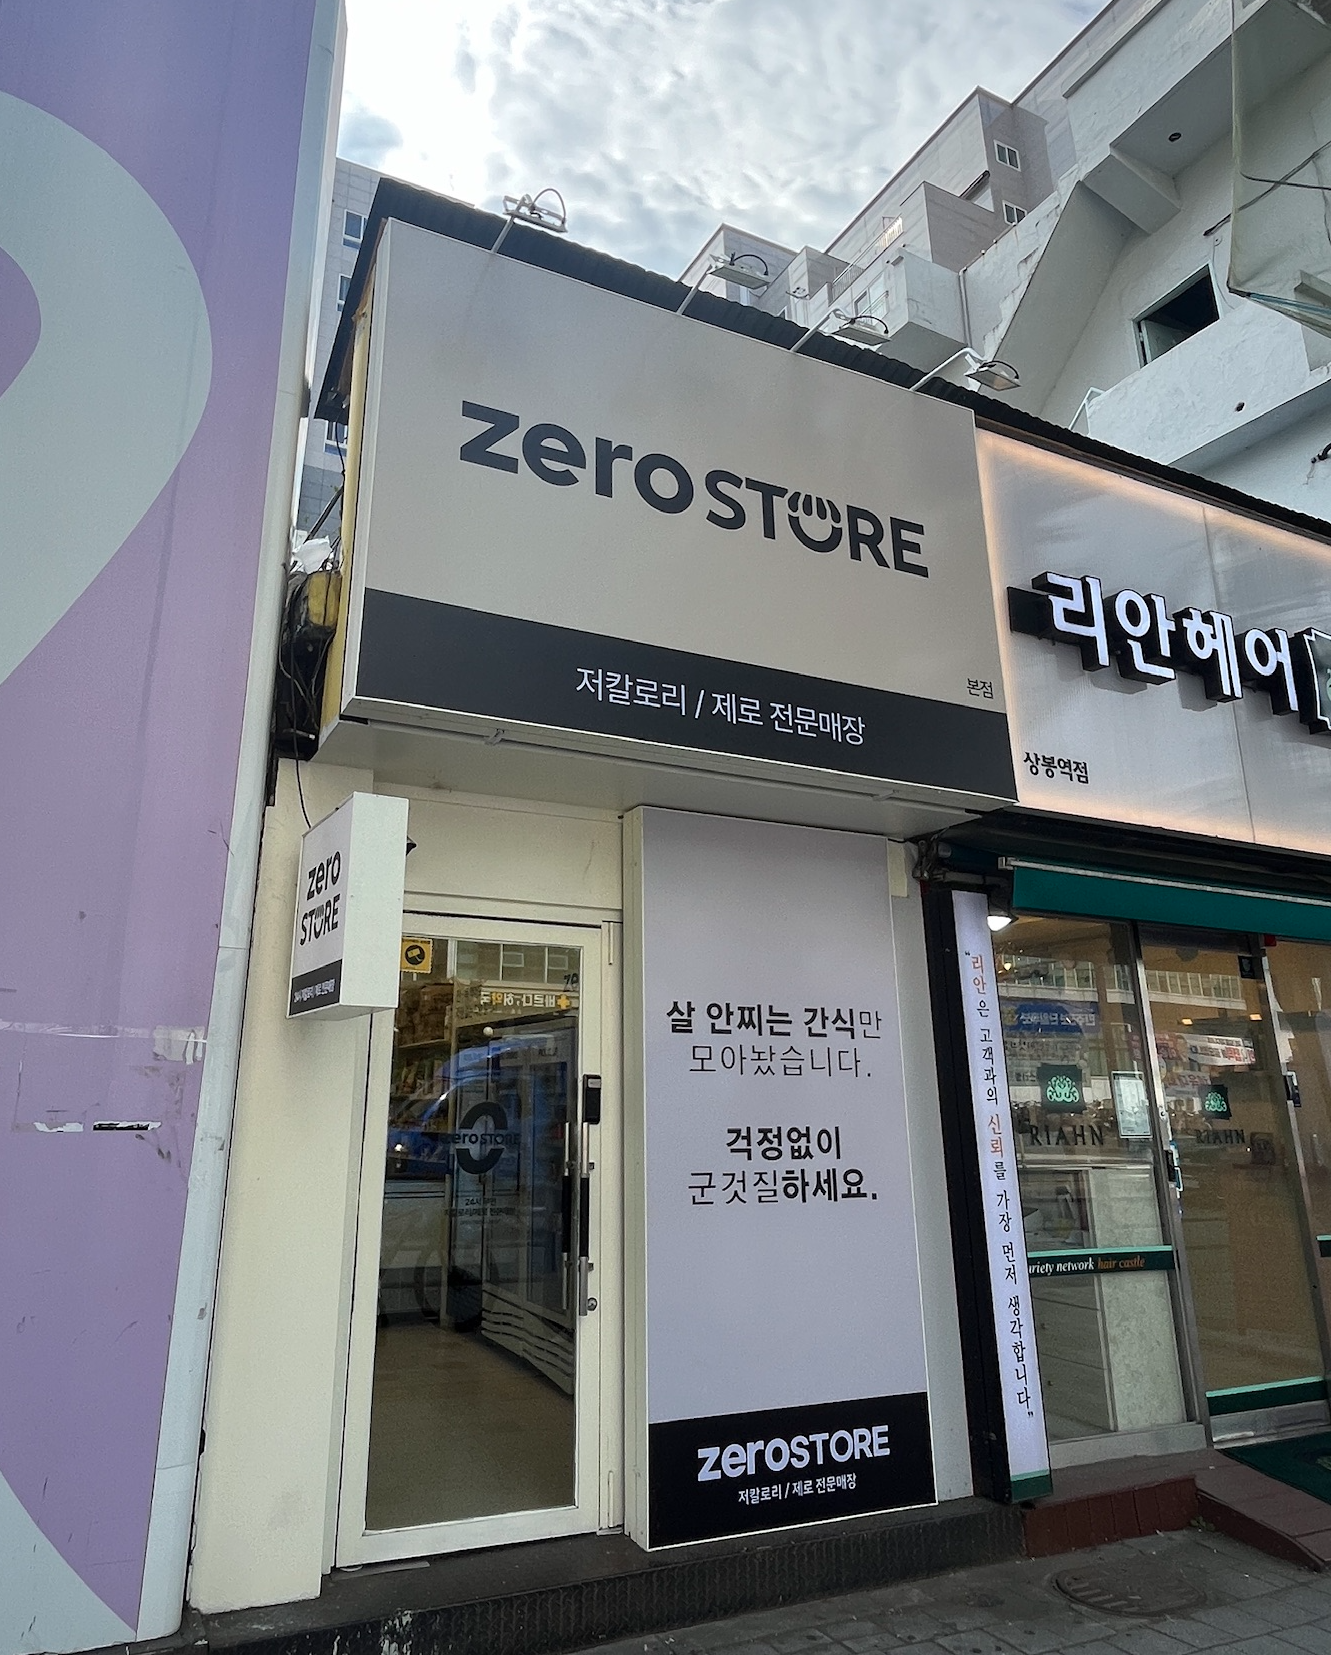 zeroSTORE
본점
저칼로리 / 제로 전문매장
리안헤어
상봉역점
zero
STORE
살 안찌는 간식만
모아놨습니다.
걱정없이
군것질하세요.
zeroSTORE
저칼로리 / 제로 전문매장
zeroSTORE
"리안은 고객과의 신뢰를 가장 먼저 생각합니다"
RIAHN
RIAHN
riety network hair castle